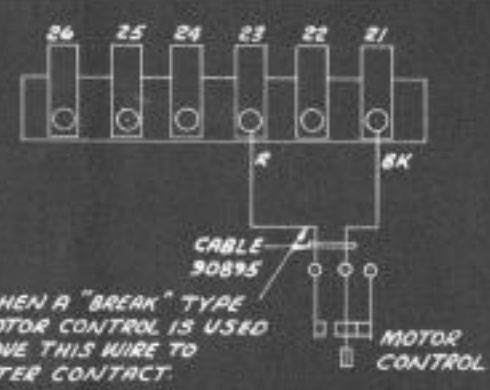 26 25 24 23 22 21
R BK
CABLE
90895
HEN A "BREAK" TYPE
OTOR CONTROL IS USED
OVE THIS WIRE TO
TER CONTACT.
MOTOR
CONTROL